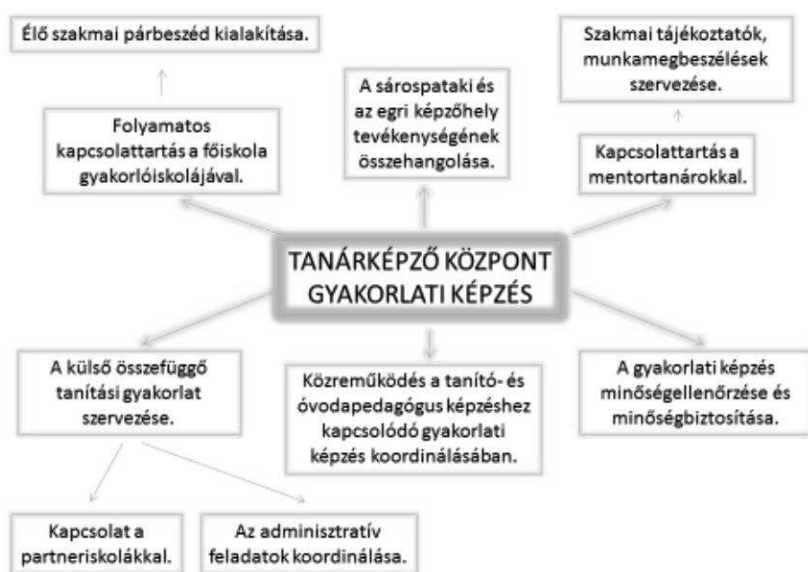 Élő szakmai párbeszéd kialakítása.
Szakmai tájékoztatók,
munkamegbeszélések
szervezése.
A sárospataki és
az egri képzőhely
tevékenységének
összehangolása.
Folyamatos
kapcsolattartás a főiskola
gyakorlóiskolájával.
Kapcsolattartás a
mentortanárokkal.
TANÁRKÉPZŐ KÖZPONT
GYAKORLATI KÉPZÉS
A külső összefüggő
tanítási gyakorlat
szervezése.
Közreműködés a tanító- és
óvodapedagógus képzéshez
kapcsolódó gyakorlati
képzés koordinálásában.
A gyakorlati képzés
minőségellenőrzése és
minőségbiztosítása.
Kapcsolat a
partneriskolákkal.
Az adminisztratív
feladatok koordinálása.